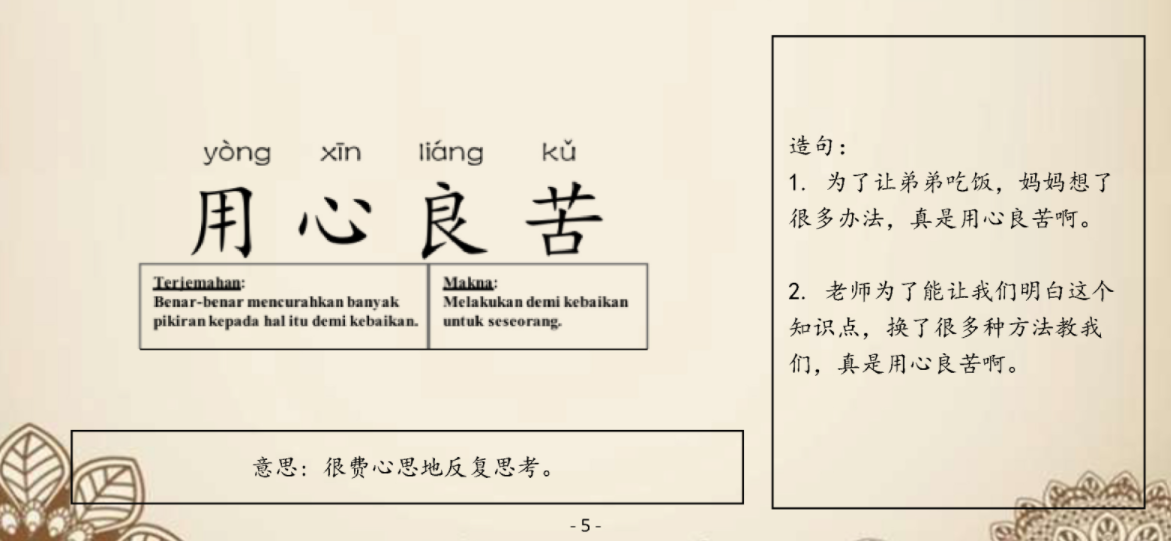 yòng xīn liáng kǔ
用心良苦
Terjemahan:
Benar-benar mencurahkan banyak
pikiran kepada hal itu demi kebaikan.
Makna:
Melakukan demi kebaikan
untuk seseorang.
意思：很费心思地反复思考。
造句：
1. 为了让弟弟吃饭，妈妈想了
很多办法，真是用心良苦啊。
2. 老师为了能让我们明白这个
知识点，换了很多种方法教我
们，真是用心良苦啊。
- 5 -